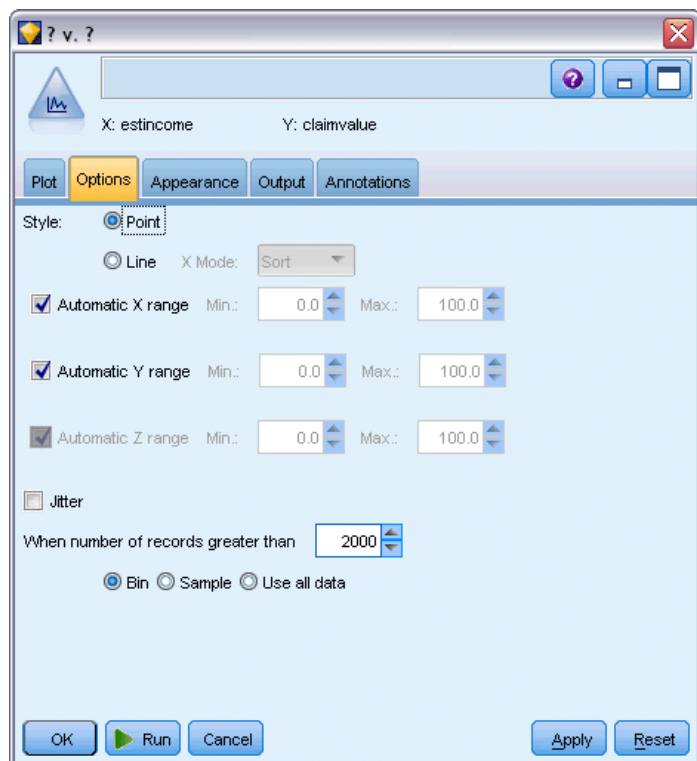 ? v. ?
X: estincome Y: claimvalue
Plot Options Appearance Output Annotations
Style: Point
Line X Mode: Sort
Automatic X range Min.: 0.0 Max.: 100.0
Automatic Y range Min.: 0.0 Max.: 100.0
Automatic Z range Min.: 0.0 Max.: 100.0
Jitter
When number of records greater than 2000
Bin Sample Use all data
OK Run Cancel Apply Reset